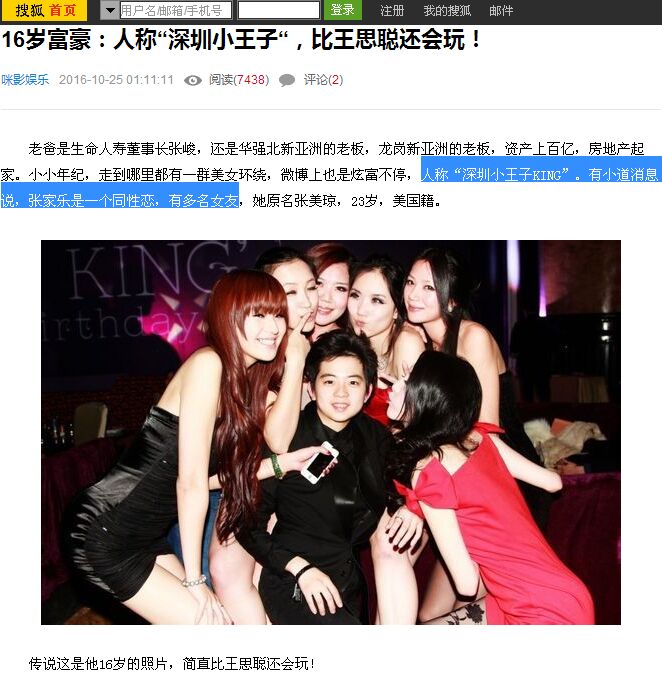 搜狐 首页 用户名/邮箱/手机号 登录 注册 我的搜狐 邮件
16岁富豪：人称“深圳小王子“，比王思聪还会玩！
咪影娱乐 2016-10-25 01:11:11 阅读(7438) 评论(2)
老爸是生命人寿董事长张峻，还是华强北新亚洲的老板，龙岗新亚洲的老板，资产上百亿，房地产起
家。小小年纪，走到哪里都有一群美女环绕，微博上也是炫富不停，人称“深圳小王子KING”。有小道消息
说，张家乐是一个同性恋，有多名女友，她原名张美琼，23岁，美国籍。
KING'
irthday
传说这是他16岁的照片，简直比王思聪还会玩！